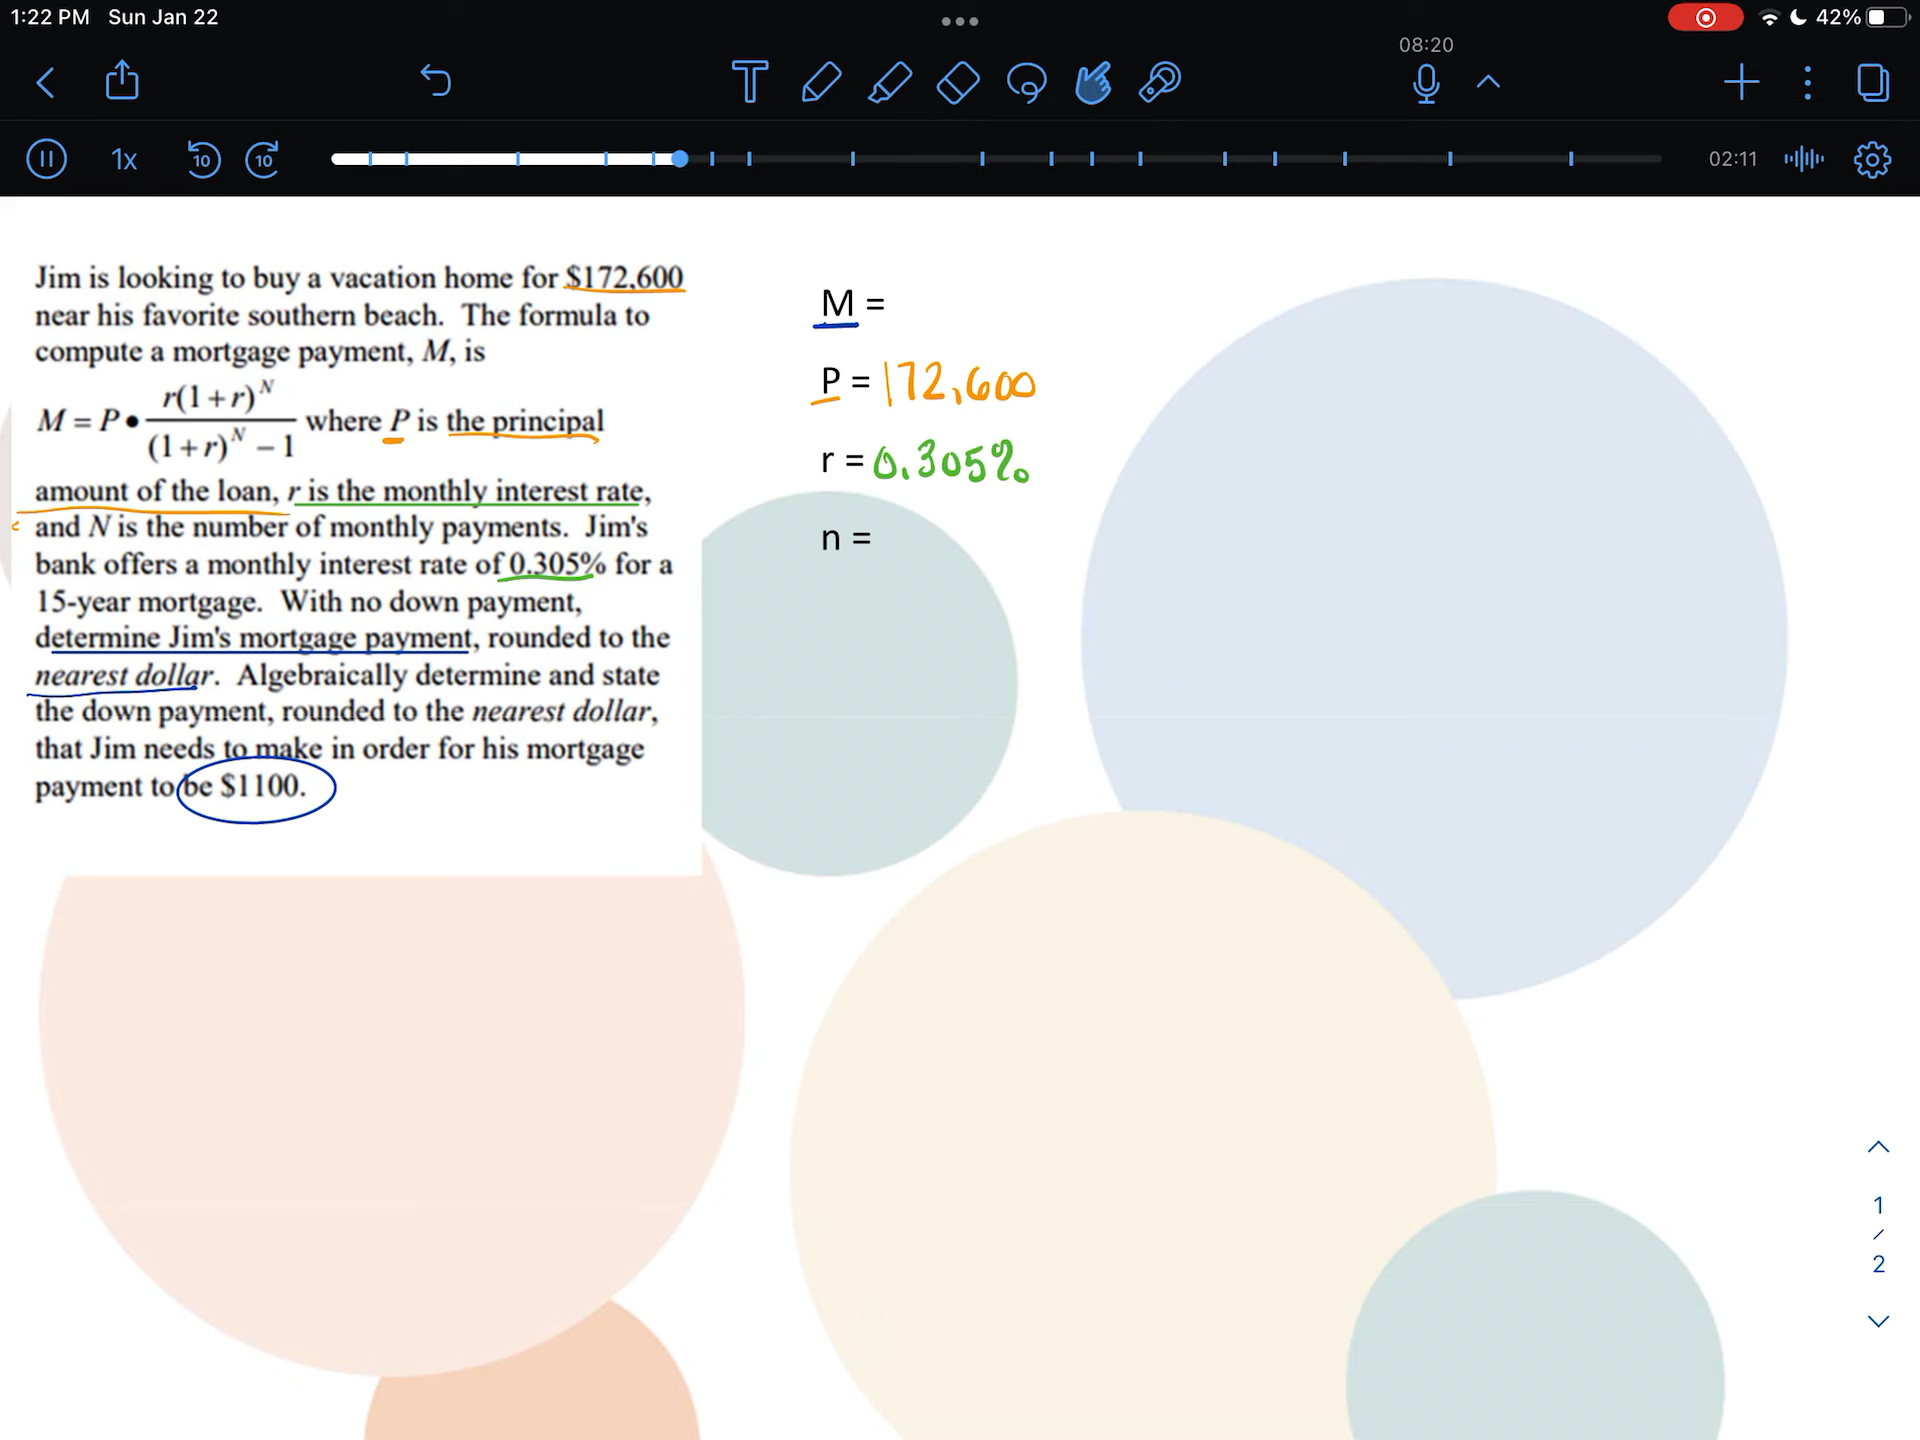 1:22 PM Sun Jan 22
42%
08:20
1x
10
10
02:11
Jim is looking to buy a vacation home for $172,600
near his favorite southern beach. The formula to
compute a mortgage payment, M, is
M = P • r(1+r)^N / (1+r)^N − 1 where P is the principal
amount of the loan, r is the monthly interest rate,
and N is the number of monthly payments. Jim's
bank offers a monthly interest rate of 0.305% for a
15-year mortgage. With no down payment,
determine Jim's mortgage payment, rounded to the
nearest dollar. Algebraically determine and state
the down payment, rounded to the nearest dollar,
that Jim needs to make in order for his mortgage
payment to be $1100.
M =
P = 172,600
r = 0.305%
n =
1
/
2